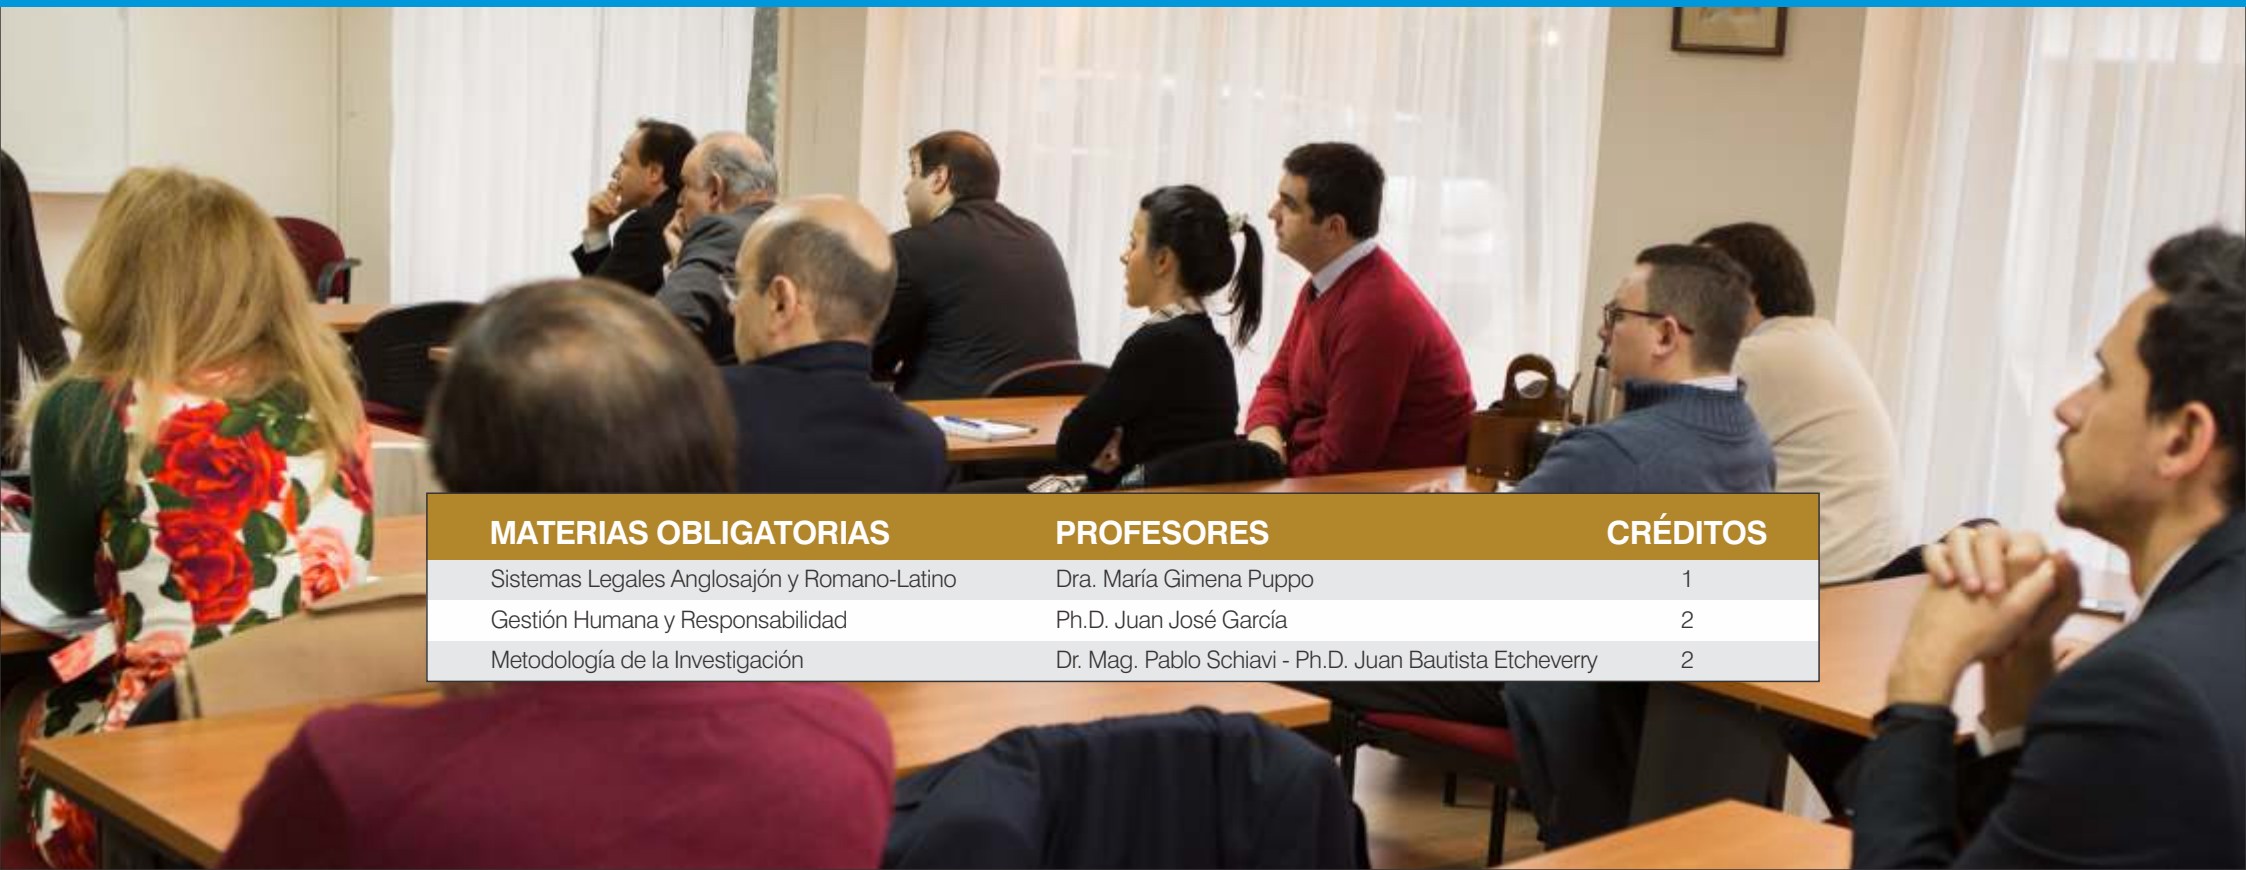 MATERIAS OBLIGATORIAS PROFESORES CRÉDITOS
Sistemas Legales Anglosajón y Romano-Latino Dra. María Gimena Puppo 1
Gestión Humana y Responsabilidad Ph.D. Juan José García 2
Metodología de la Investigación Dr. Mag. Pablo Schiavi - Ph.D. Juan Bautista Etcheverry 2